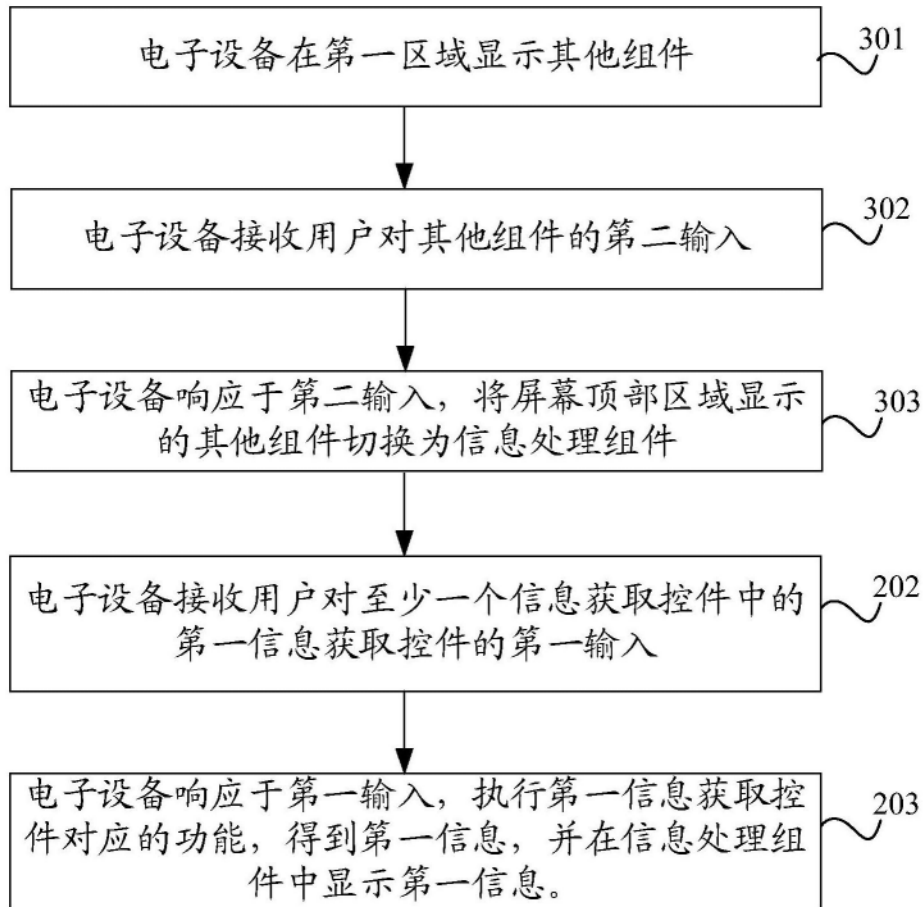 电子设备在第一区域显示其他组件
301
电子设备接收用户对其他组件的第二输入
302
电子设备响应于第二输入，将屏幕顶部区域显示
的其他组件切换为信息处理组件
303
电子设备接收用户对至少一个信息获取控件中的
第一信息获取控件的第一输入
202
电子设备响应于第一输入，执行第一信息获取控
件对应的功能，得到第一信息，并在信息处理组
件中显示第一信息。
203